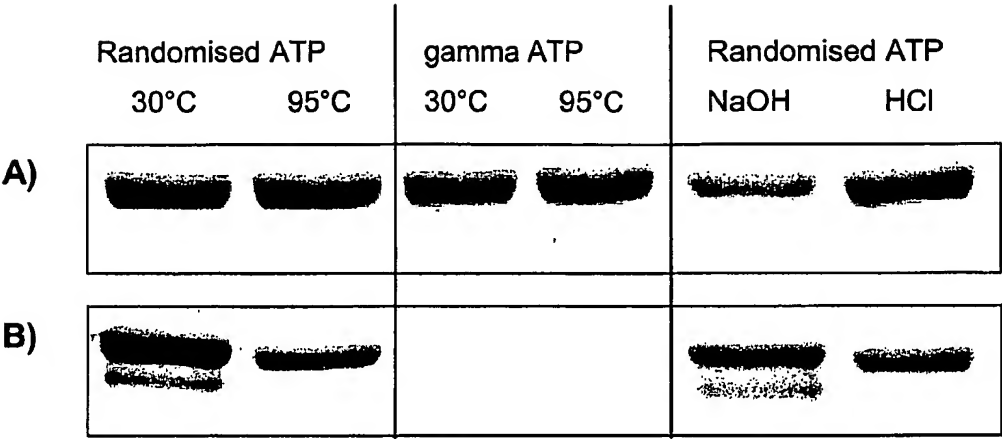 Randomised ATP gamma ATP Randomised ATP
30°C 95°C 30°C 95°C NaOH HCl
A)
B)